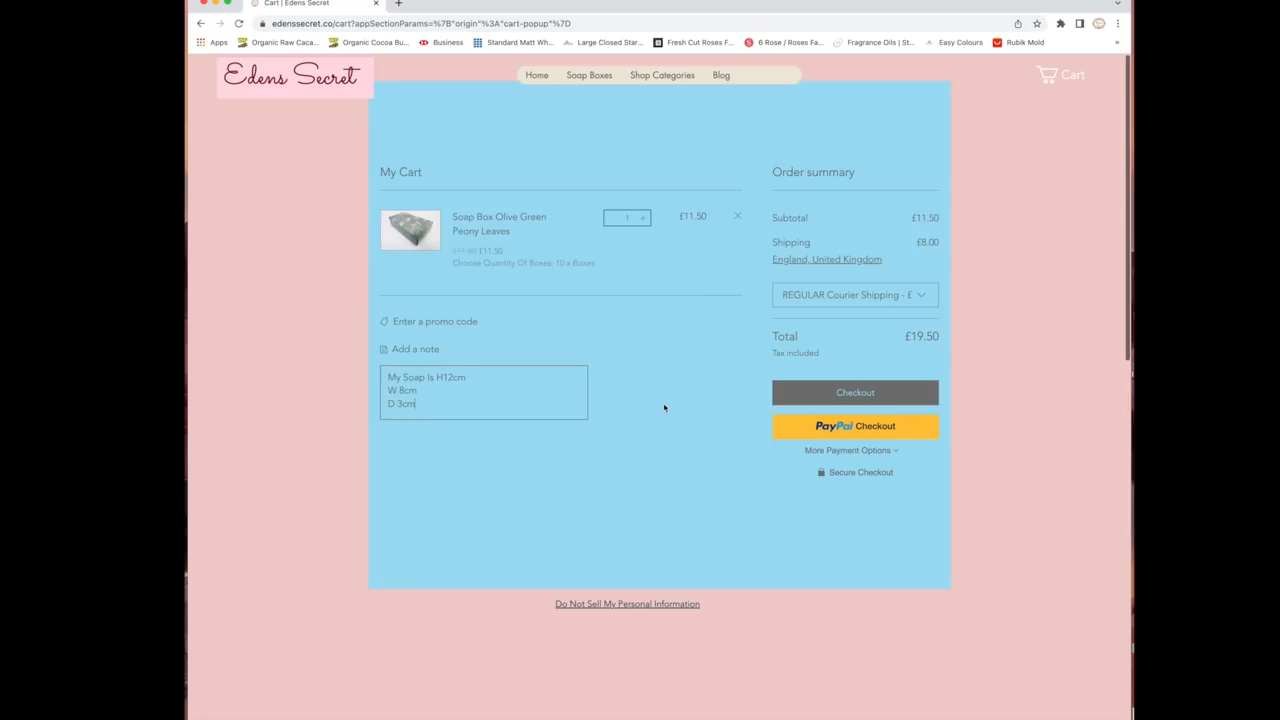 Cart | Edens Secret
edenssecret.co/cart?appSectionParams=%7B"origin"%3A"cart-popup"%7D
Apps
Organic Raw Caca...
Organic Cocoa Bu...
Business
Standard Matt Wh...
Large Closed Star...
Fresh Cut Roses F...
6 Rose / Roses Fa...
Fragrance Oils | St...
Easy Colours
Rubik Mold
»
Edens Secret
Home
Soap Boxes
Shop Categories
Blog
Cart
My Cart
Soap Box Olive Green
Peony Leaves
£11.50
Choose Quantity Of Boxes: 10 x Boxes
1 +
£11.50
Enter a promo code
Add a note
My Soap Is H12cm
W 8cm
D 3cm
Order summary
Subtotal £11.50
Shipping £8.00
England, United Kingdom
REGULAR Courier Shipping - £
Total £19.50
Tax included
Checkout
PayPal Checkout
More Payment Options
Secure Checkout
Do Not Sell My Personal Information